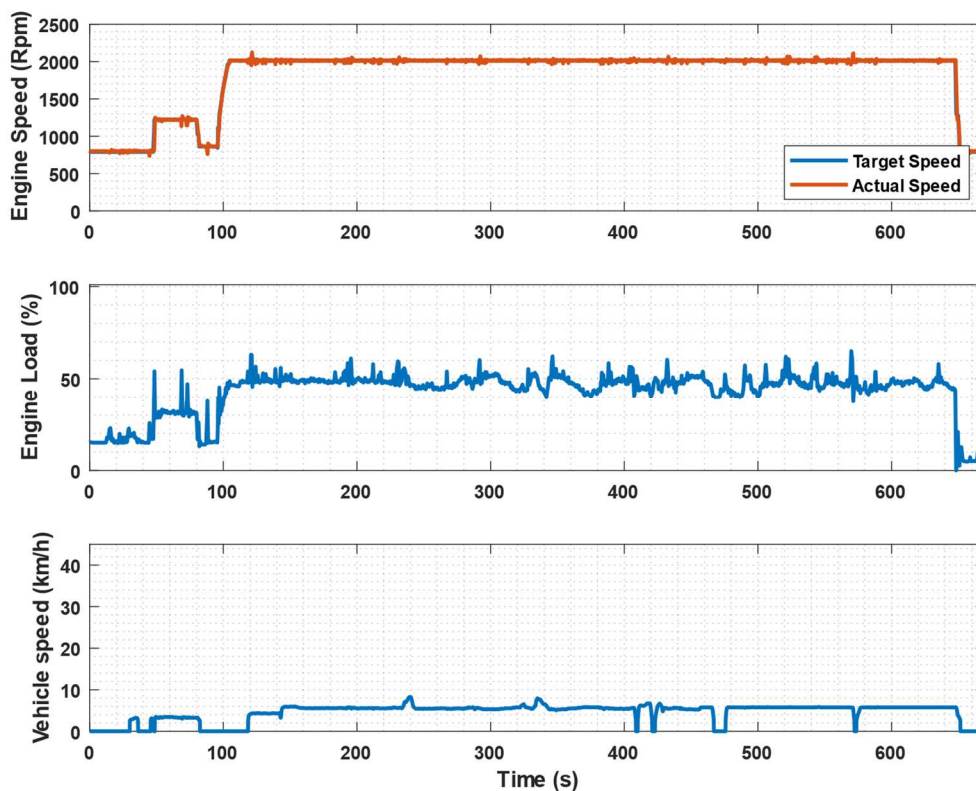 Engine Speed (Rpm)
2500
2000
1500
1000
500
0
Target Speed
Actual Speed
0 100 200 300 400 500 600
Engine Load (%)
100
50
0
0 100 200 300 400 500 600
Vehicle speed (km/h)
40
30
20
10
0
0 100 200 300 400 500 600
Time (s)